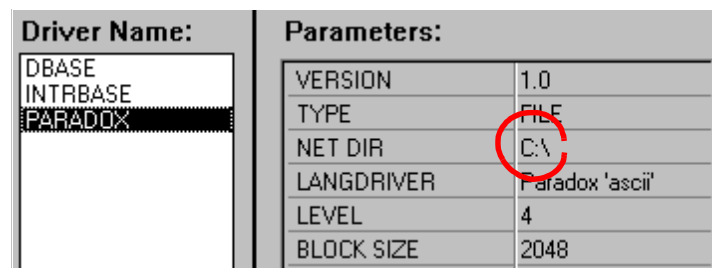 Driver Name:
DBASE
INTRBASE
PARADOX
Parameters:
VERSION 1.0
TYPE FILE
NET DIR C:\
LANGDRIVER Paradox 'ascii'
LEVEL 4
BLOCK SIZE 2048